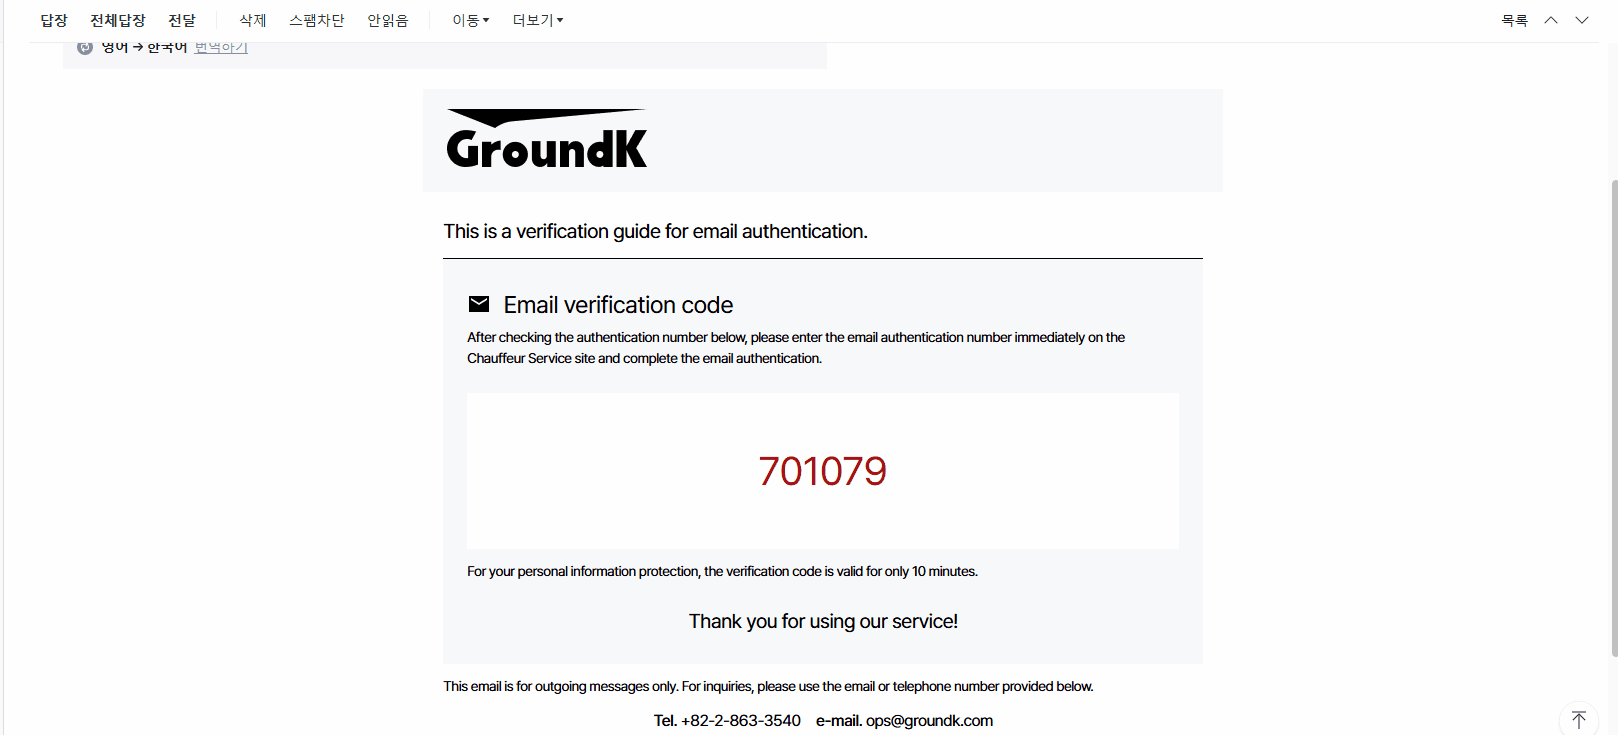 답장 전체답장 전달 삭제 스팸차단 안읽음 이동 더보기 목록
영어 → 한국어 번역하기
GroundK
This is a verification guide for email authentication.
Email verification code
After checking the authentication number below, please enter the email authentication number immediately on the
Chauffeur Service site and complete the email authentication.
701079
For your personal information protection, the verification code is valid for only 10 minutes.
Thank you for using our service!
This email is for outgoing messages only. For inquiries, please use the email or telephone number provided below.
Tel. +82-2-863-3540 e-mail. ops@groundk.com